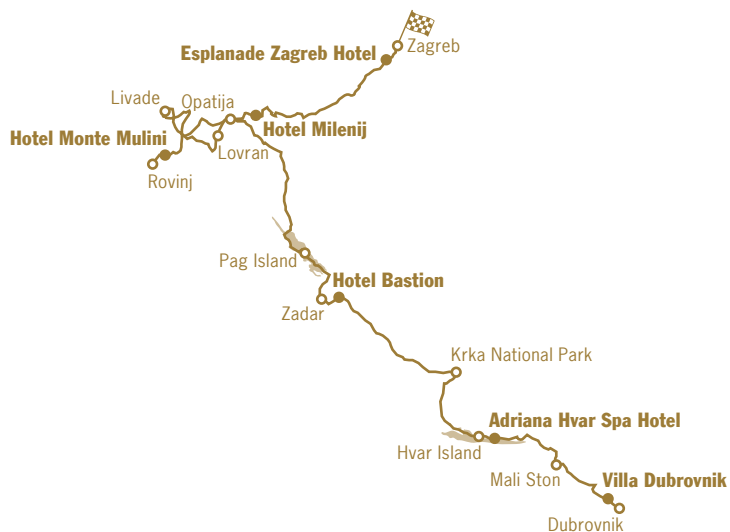 Zagreb
Esplanade Zagreb Hotel
Livade
Opatija
Hotel Milenij
Hotel Monte Mulini
Lovran
Rovinj
Pag Island
Hotel Bastion
Zadar
Krka National Park
Adriana Hvar Spa Hotel
Hvar Island
Mali Ston
Villa Dubrovnik
Dubrovnik